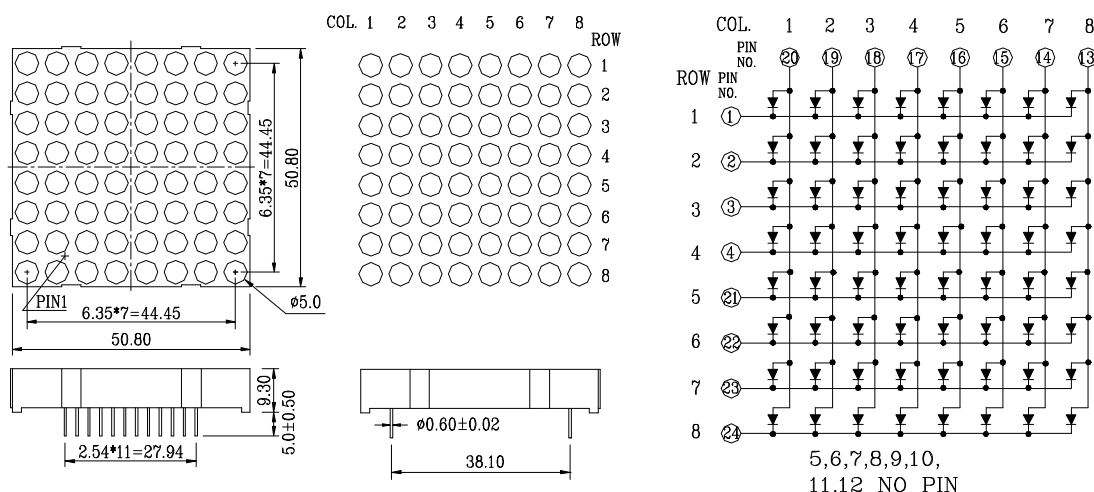 COL. 1 2 3 4 5 6 7 8
ROW
1
2
3
4
5
6
7
8
6.35*7=44.45
50.80
PIN1
ø5.0
6.35*7=44.45
50.80
9.30
5.0±0.50
2.54*11=27.94
ø0.60±0.02
38.10
COL. 1 2 3 4 5 6 7 8
PIN NO. 20 19 18 17 16 15 14 13
ROW PIN NO.
1 1
2 2
3 3
4 4
5 21
6 22
7 23
8 24
5,6,7,8,9,10,
11.12 NO PIN